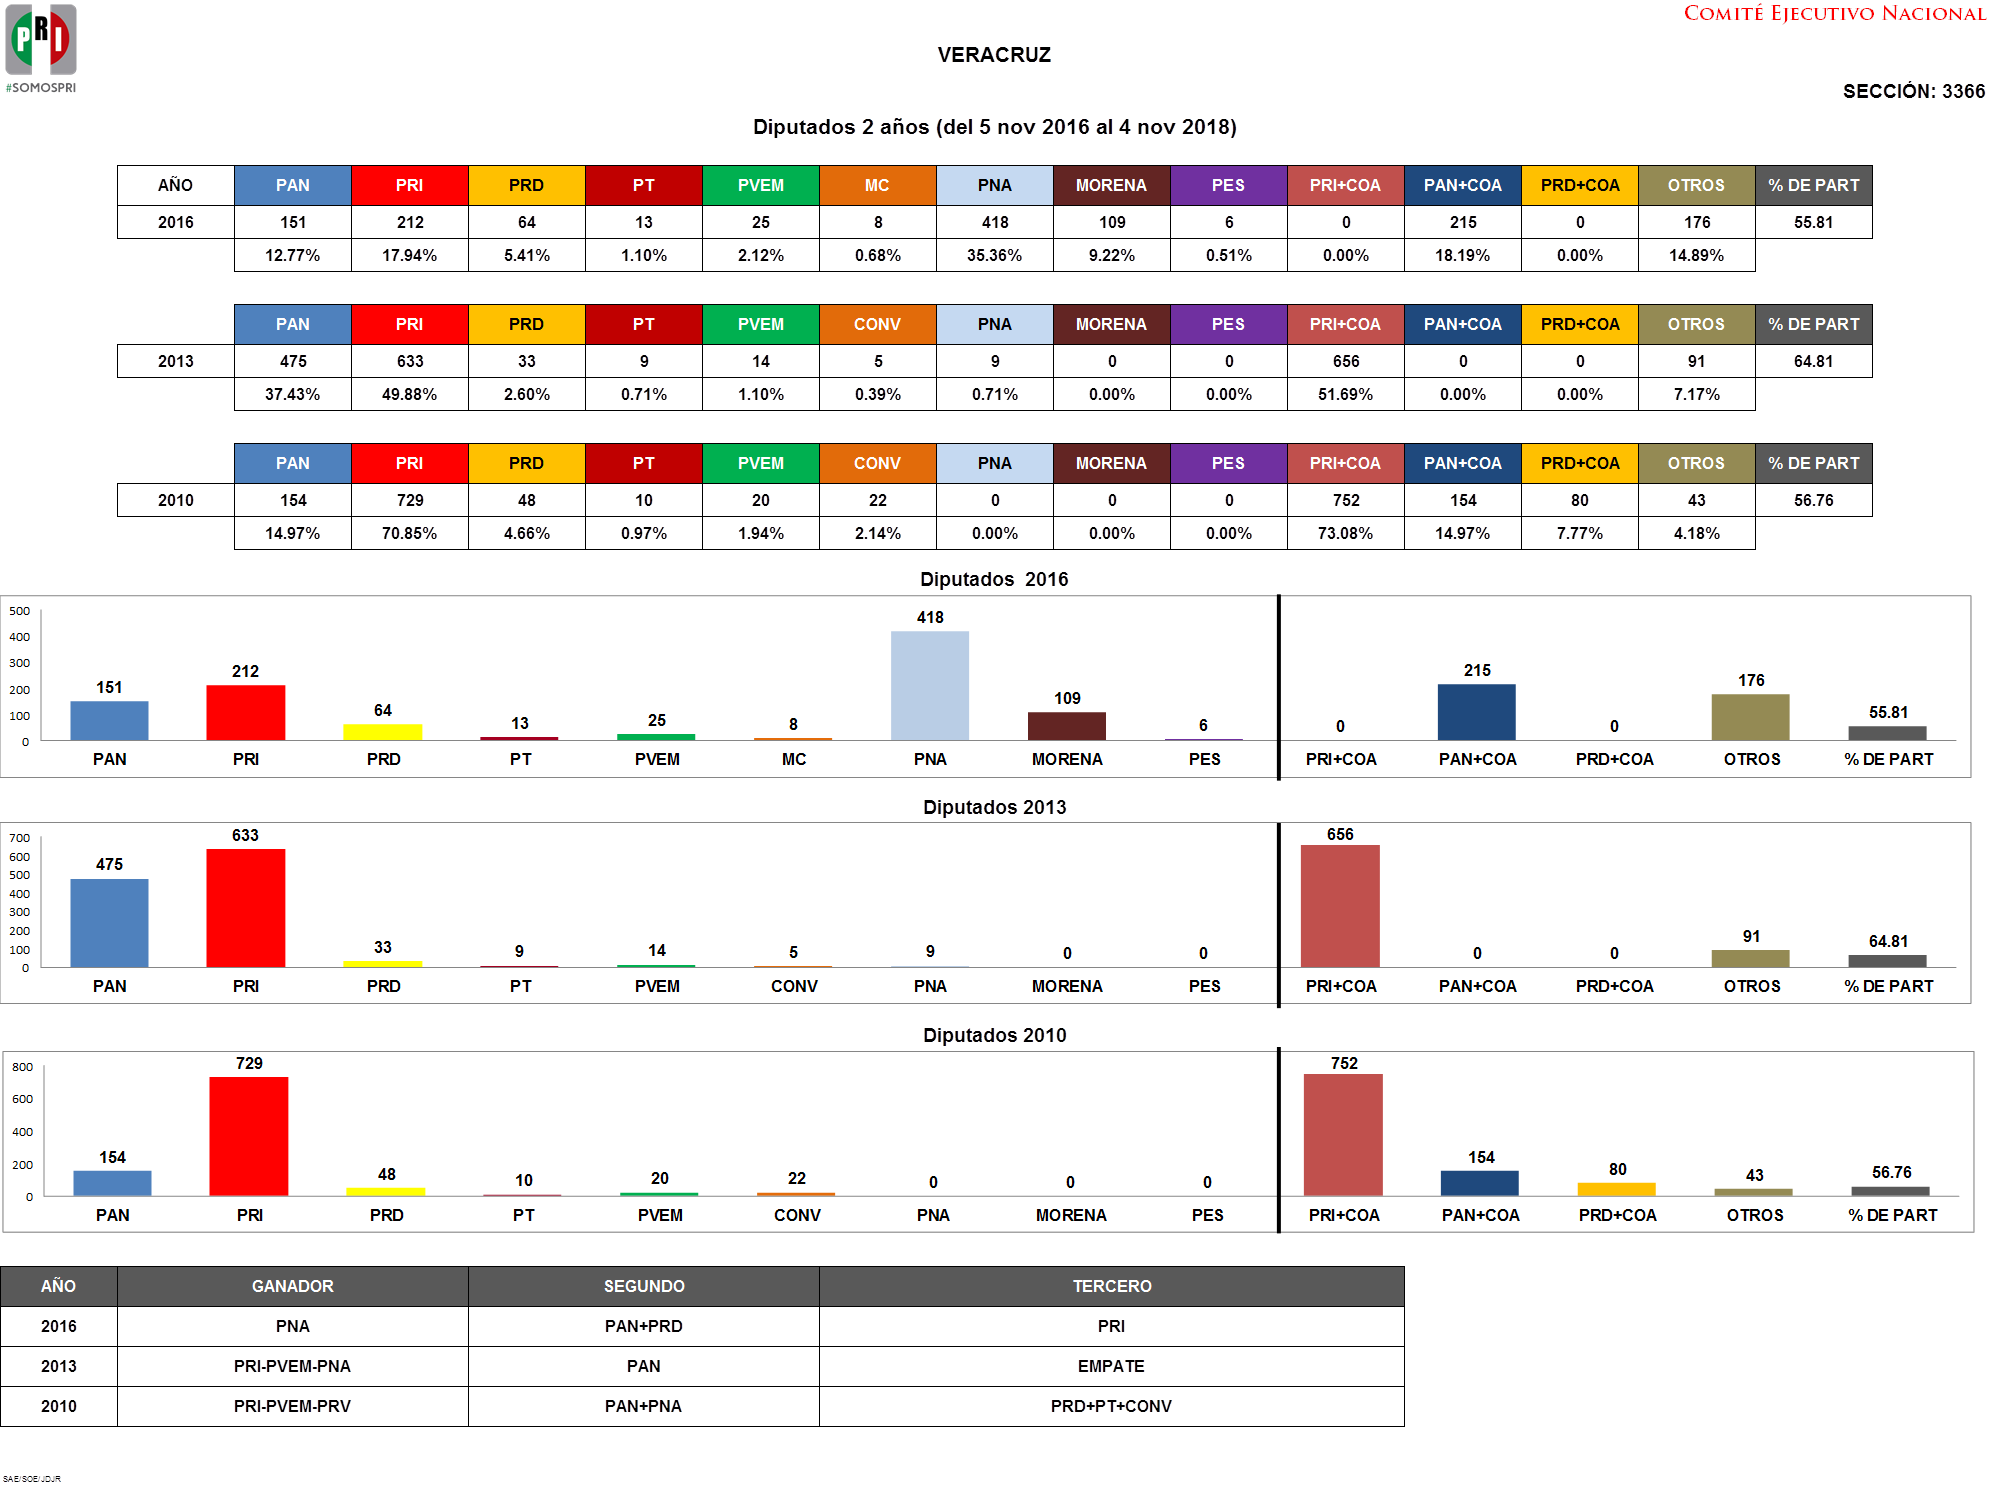 COMITÉ EJECUTIVO NACIONAL
PRI
#SOMOSPRI
VERACRUZ
SECCIÓN: 3366
Diputados 2 años (del 5 nov 2016 al 4 nov 2018)
AÑO PAN PRI PRD PT PVEM MC PNA MORENA PES PRI+COA PAN+COA PRD+COA OTROS % DE PART
2016 151 212 64 13 25 8 418 109 6 0 215 0 176 55.81
12.77% 17.94% 5.41% 1.10% 2.12% 0.68% 35.36% 9.22% 0.51% 0.00% 18.19% 0.00% 14.89%
PAN PRI PRD PT PVEM CONV PNA MORENA PES PRI+COA PAN+COA PRD+COA OTROS % DE PART
2013 475 633 33 9 14 5 9 0 0 656 0 0 91 64.81
37.43% 49.88% 2.60% 0.71% 1.10% 0.39% 0.71% 0.00% 0.00% 51.69% 0.00% 0.00% 7.17%
PAN PRI PRD PT PVEM CONV PNA MORENA PES PRI+COA PAN+COA PRD+COA OTROS % DE PART
2010 154 729 48 10 20 22 0 0 0 752 154 80 43 56.76
14.97% 70.85% 4.66% 0.97% 1.94% 2.14% 0.00% 0.00% 0.00% 73.08% 14.97% 7.77% 4.18%
Diputados 2016
500
400
300
200
100
0
151 212 64 13 25 8 418 109 6 0 215 0 176 55.81
PAN PRI PRD PT PVEM MC PNA MORENA PES PRI+COA PAN+COA PRD+COA OTROS % DE PART
Diputados 2013
700
600
500
400
300
200
100
0
475 633 33 9 14 5 9 0 0 656 0 0 91 64.81
PAN PRI PRD PT PVEM CONV PNA MORENA PES PRI+COA PAN+COA PRD+COA OTROS % DE PART
Diputados 2010
800
600
400
200
0
154 729 48 10 20 22 0 0 0 752 154 80 43 56.76
PAN PRI PRD PT PVEM CONV PNA MORENA PES PRI+COA PAN+COA PRD+COA OTROS % DE PART
AÑO GANADOR SEGUNDO TERCERO
2016 PNA PAN+PRD PRI
2013 PRI-PVEM-PNA PAN EMPATE
2010 PRI-PVEM-PRV PAN+PNA PRD+PT+CONV
SAE/SOE/JDJR